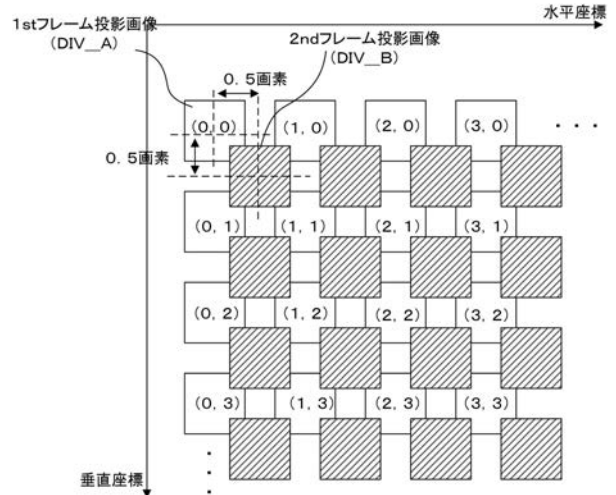 水平座標
1stフレーム投影画像
(DIV__A)
2ndフレーム投影画像
(DIV__B)
0.5画素
(0,0) (1,0) (2,0) (3,0) ・・・
0.5画素
(0,1) (1,1) (2,1) (3,1)
(0,2) (1,2) (2,2) (3,2)
(0,3) (1,3) (2,3) (3,3)
垂直座標